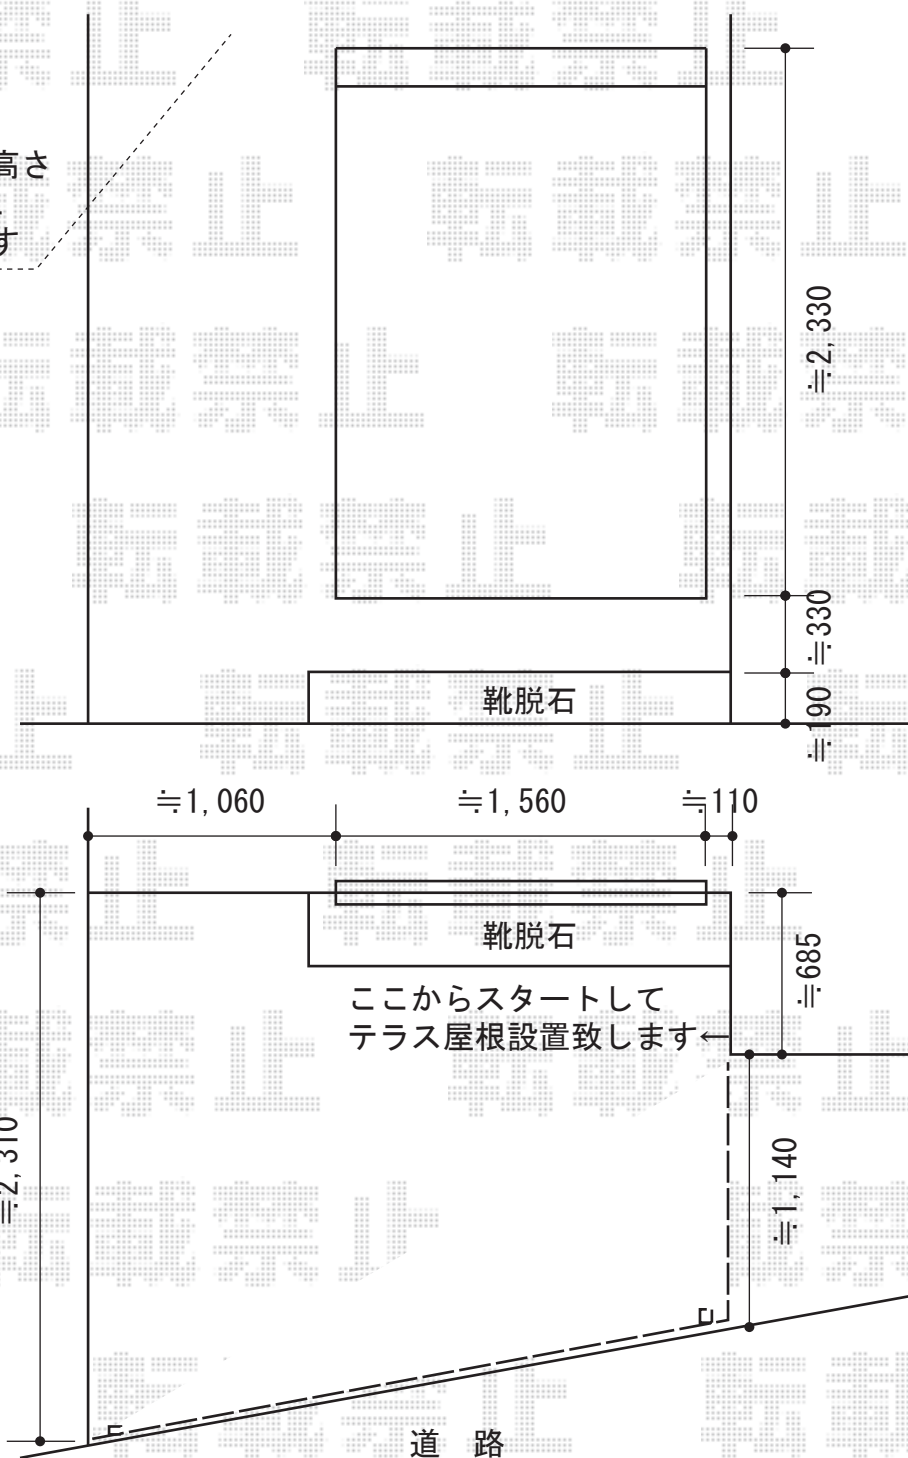 高さ
す
≒2,330
≒330
≒190
靴脱石
≒1,060
≒1,560
≒110
靴脱石
≒685
ここからスタートして
テラス屋根設置致します←
≒2,310
≒1,140
道　路
転載禁止